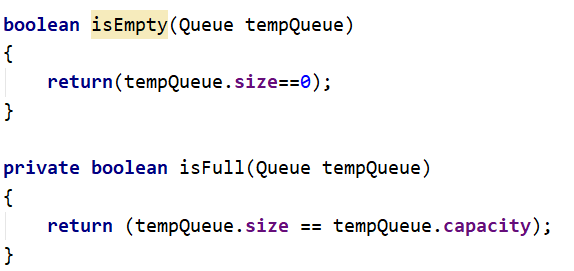 boolean isEmpty(Queue tempQueue)
{
    return(tempQueue.size==0);
}

private boolean isFull(Queue tempQueue)
{
    return (tempQueue.size == tempQueue.capacity);
}